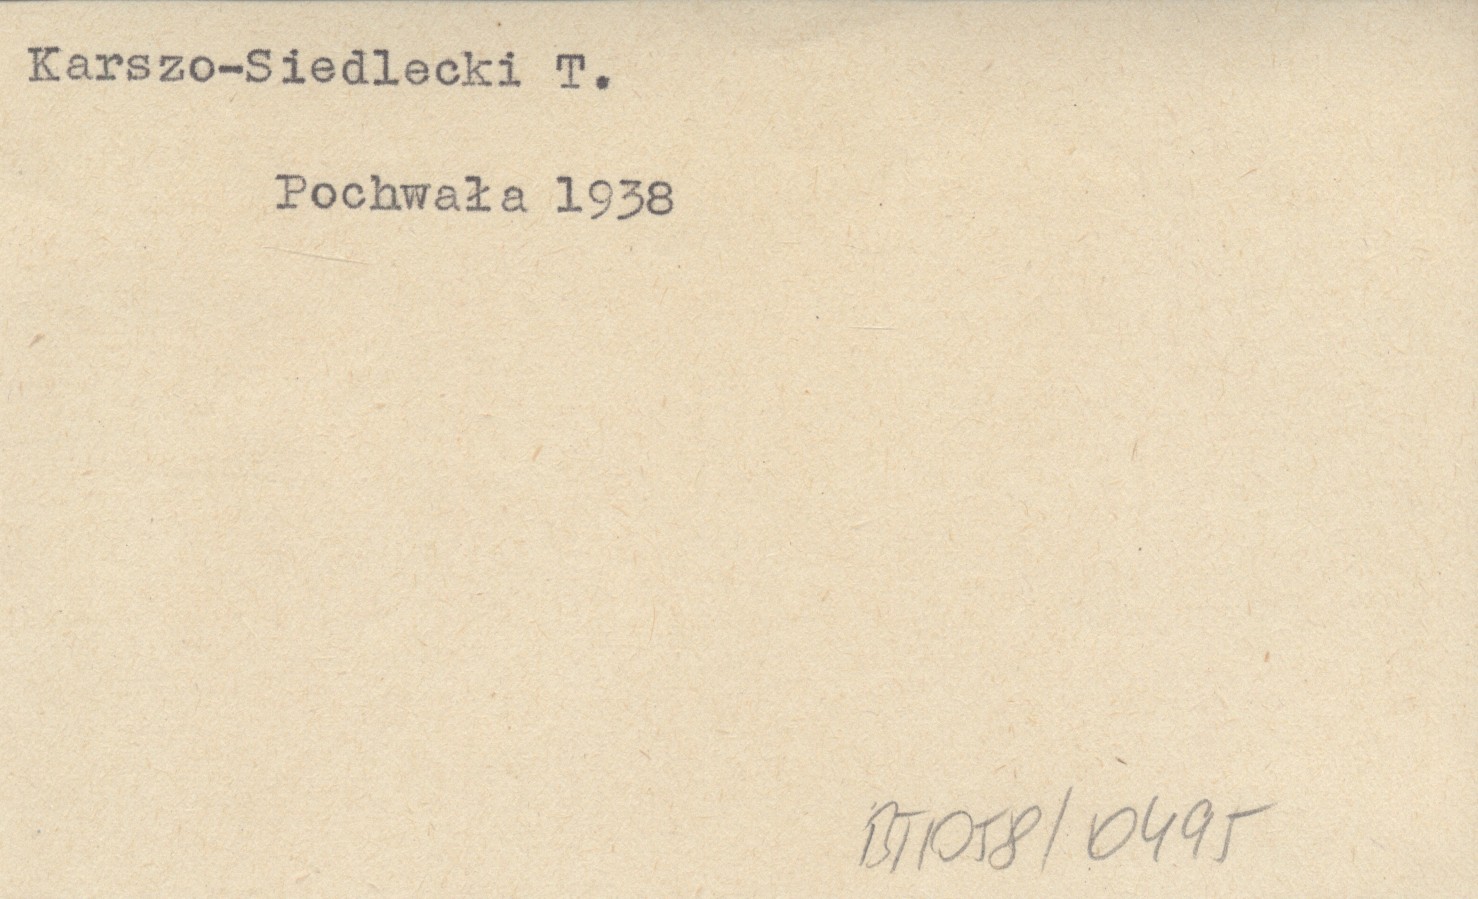 Karszo-Siedlecki T.
Pochwała 1938
BT1058/0495